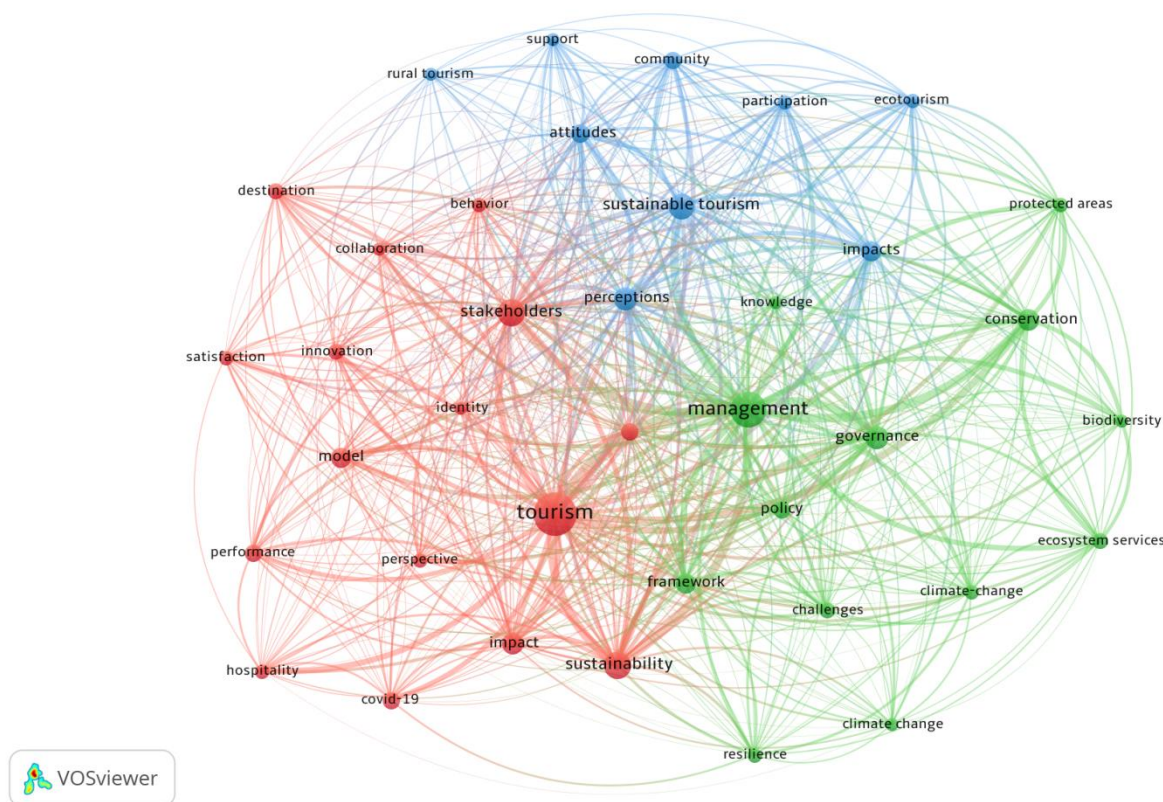 support
community
rural tourism
participation
ecotourism
attitudes
destination
behavior
sustainable tourism
protected areas
collaboration
impacts
stakeholders
perceptions
knowledge
conservation
satisfaction
innovation
identity
management
biodiversity
governance
model
tourism
policy
performance
perspective
ecosystem services
framework
challenges
climate-change
impact
sustainability
hospitality
covid-19
climate change
resilience
VOSviewer